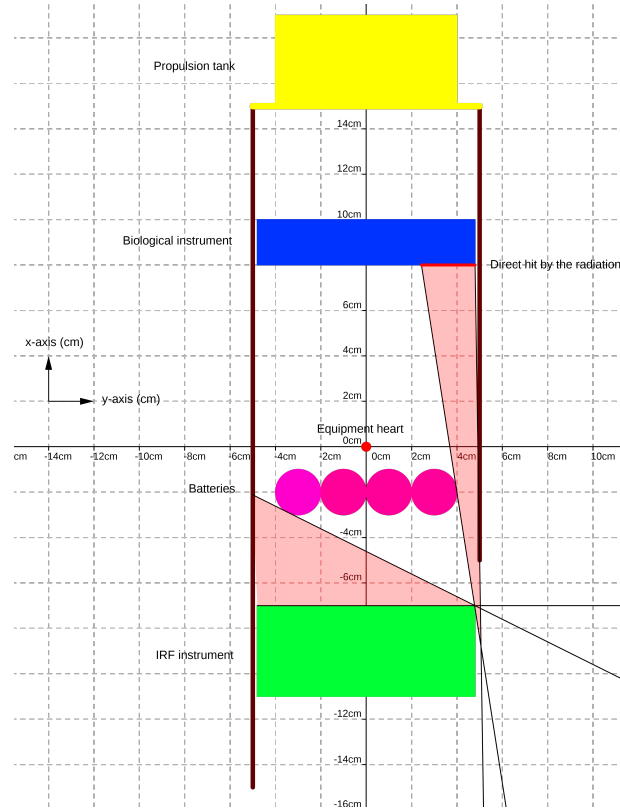 Propulsion tank
14cm
12cm
10cm
Biological instrument
Direct hit by the radiation
6cm
4cm
x-axis (cm)
2cm
y-axis (cm)
Equipment heart
0cm
cm -14cm -12cm -10cm -8cm -6cm -4cm -2cm 0cm 2cm 4cm 6cm 8cm 10cm
Batteries
-4cm
-6cm
IRF instrument
-12cm
-14cm
-16cm